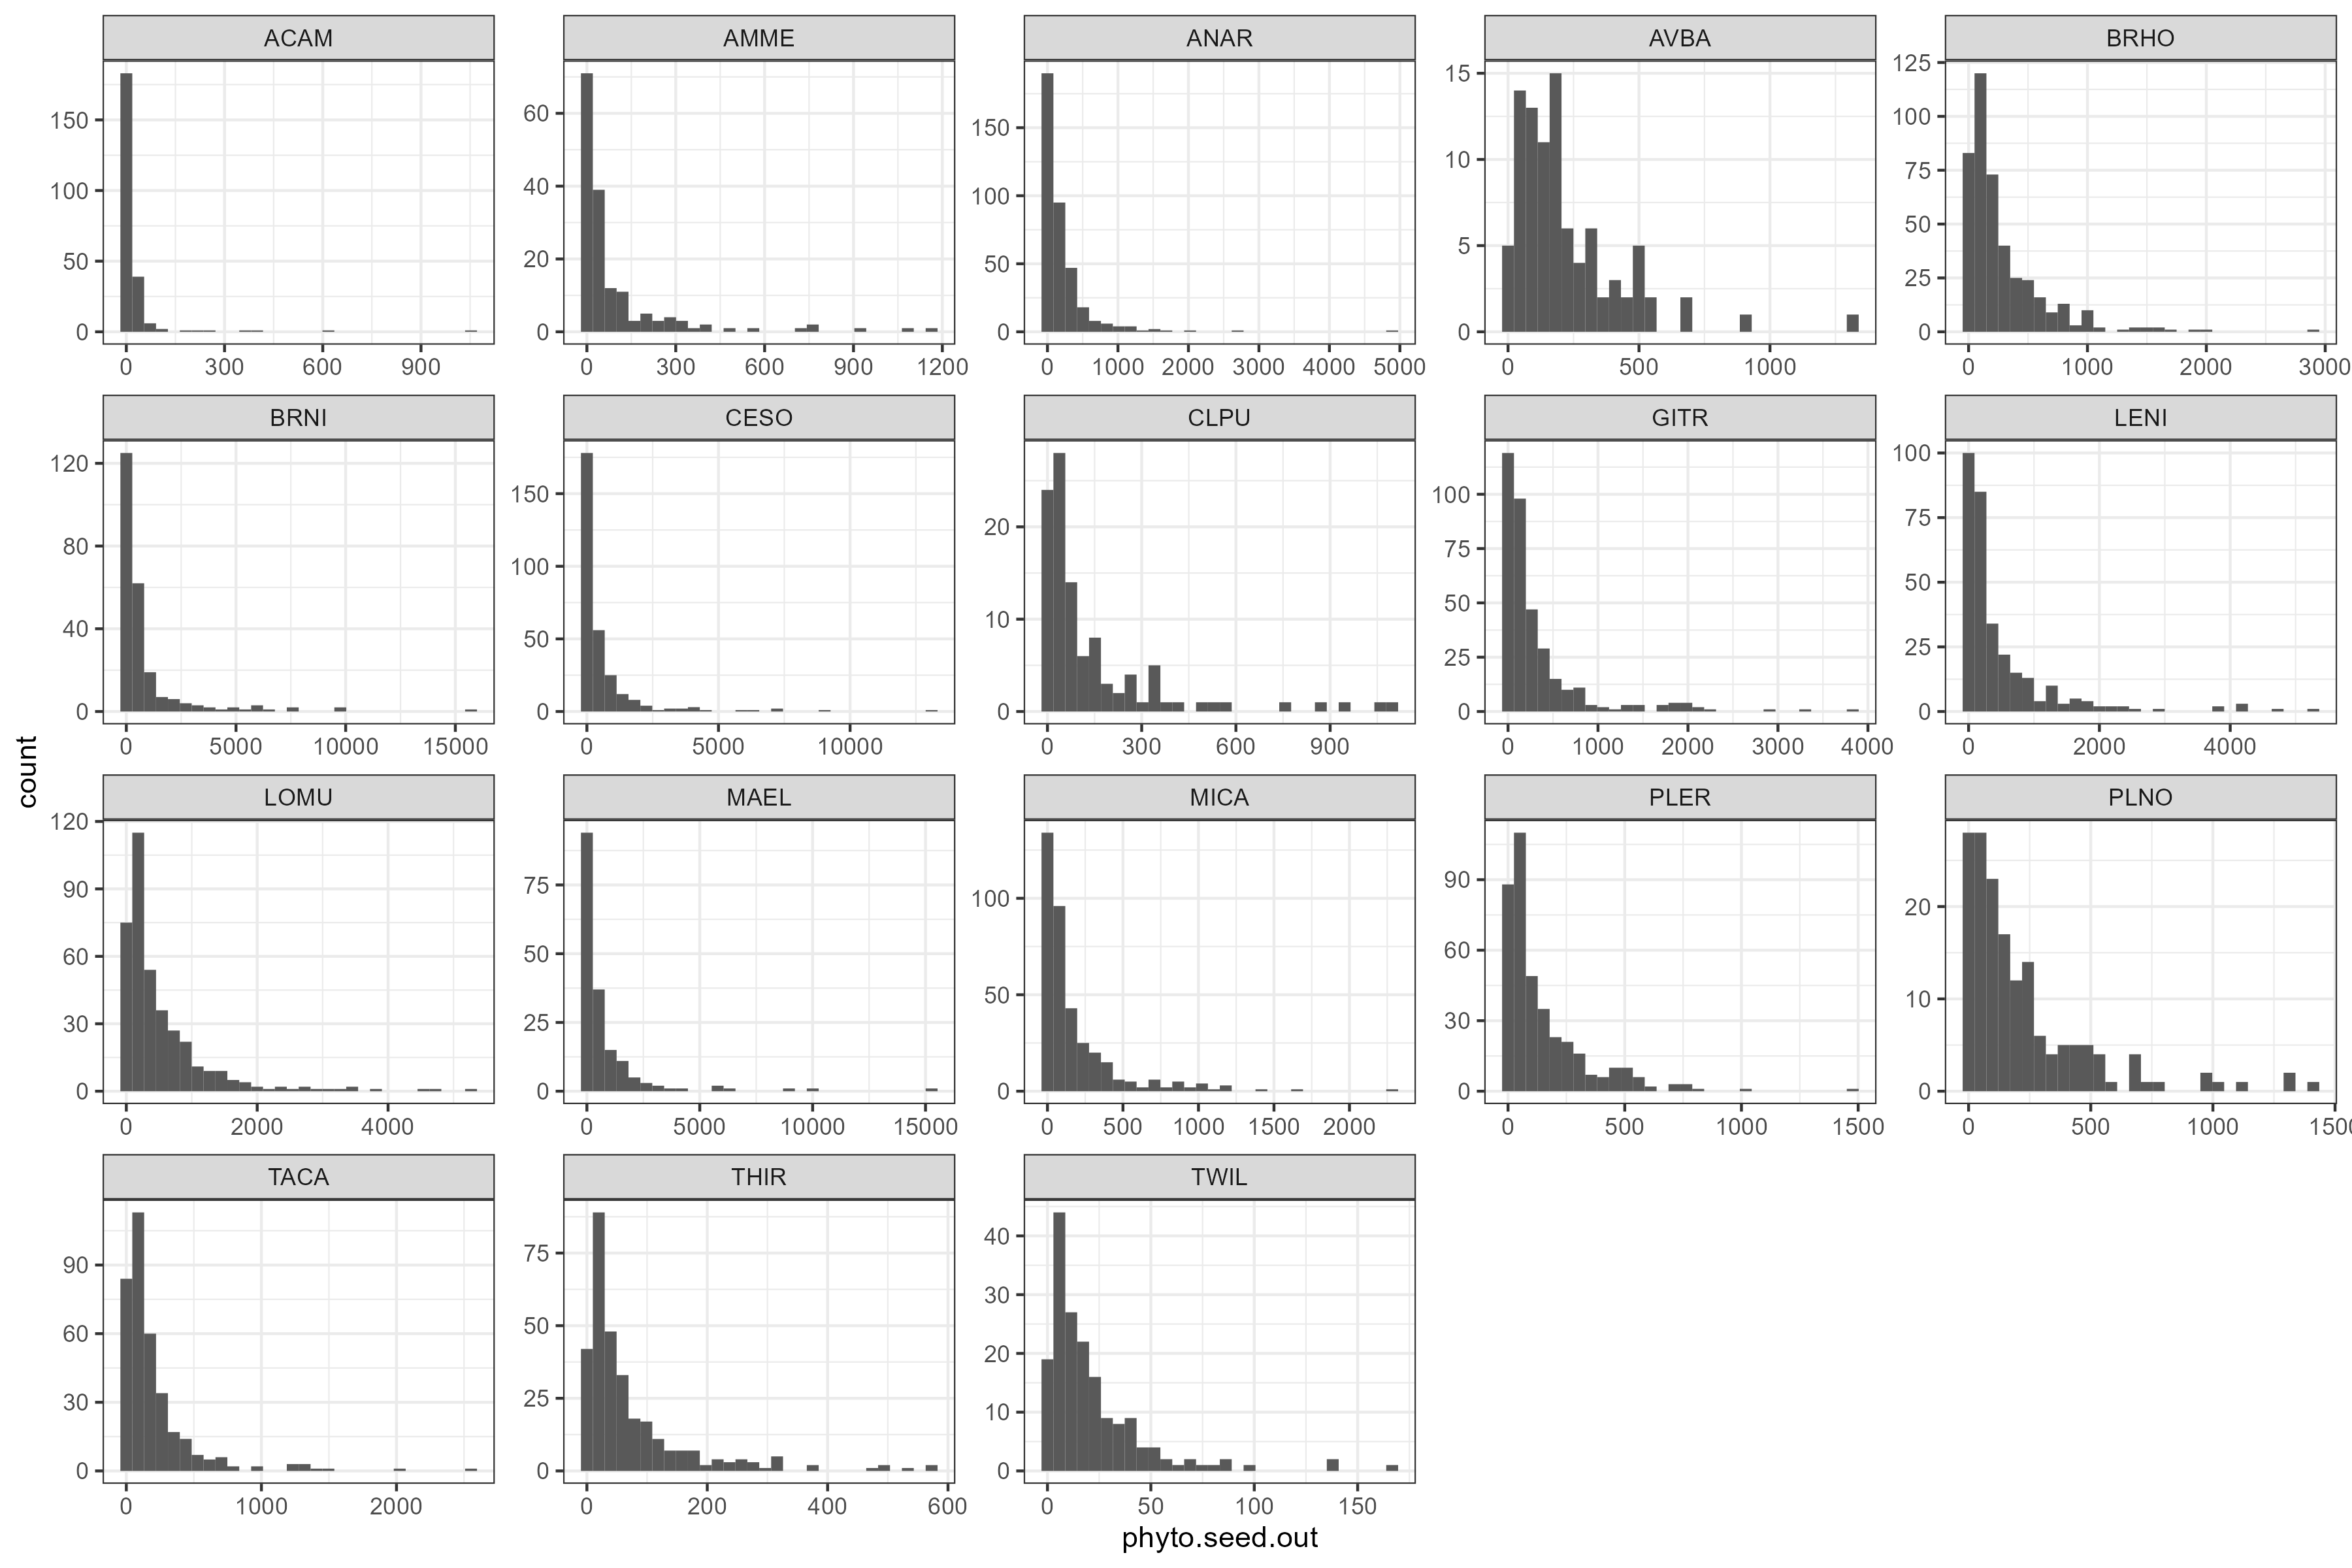 ACAM AMME ANAR AVBA BRHO
150 100 50 0
60 40 20 0
150 100 50 0
15 10 5 0
125 100 75 50 25 0
0 300 600 900
0 300 600 900 1200
0 1000 2000 3000 4000 5000
0 500 1000
0 1000 2000 3000
BRNI CESO CLPU GITR LENI
120 80 40 0
150 100 50 0
20 10 0
100 75 50 25 0
100 75 50 25 0
0 5000 10000 15000
0 5000 10000
0 300 600 900
0 1000 2000 3000 4000
0 2000 4000
count
LOMU MAEL MICA PLER PLNO
120 90 60 30 0
75 50 25 0
100 50 0
90 60 30 0
20 10 0
0 2000 4000
0 5000 10000 15000
0 500 1000 1500 2000
0 500 1000 1500
0 500 1000 1500
TACA THIR TWIL
90 60 30 0
75 50 25 0
40 30 20 10 0
0 1000 2000
0 200 400 600
0 50 100 150
phyto.seed.out